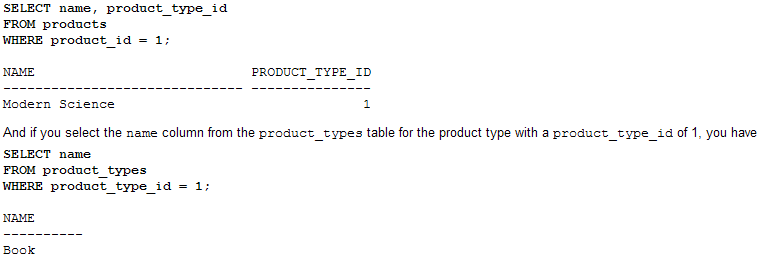 SELECT name, product_type_id
FROM products
WHERE product_id = 1;
NAME PRODUCT_TYPE_ID
------------------------------ ---------------
Modern Science 1
And if you select the name column from the product_types table for the product type with a product_type_id of 1, you have
SELECT name
FROM product_types
WHERE product_type_id = 1;
NAME
----------
Book